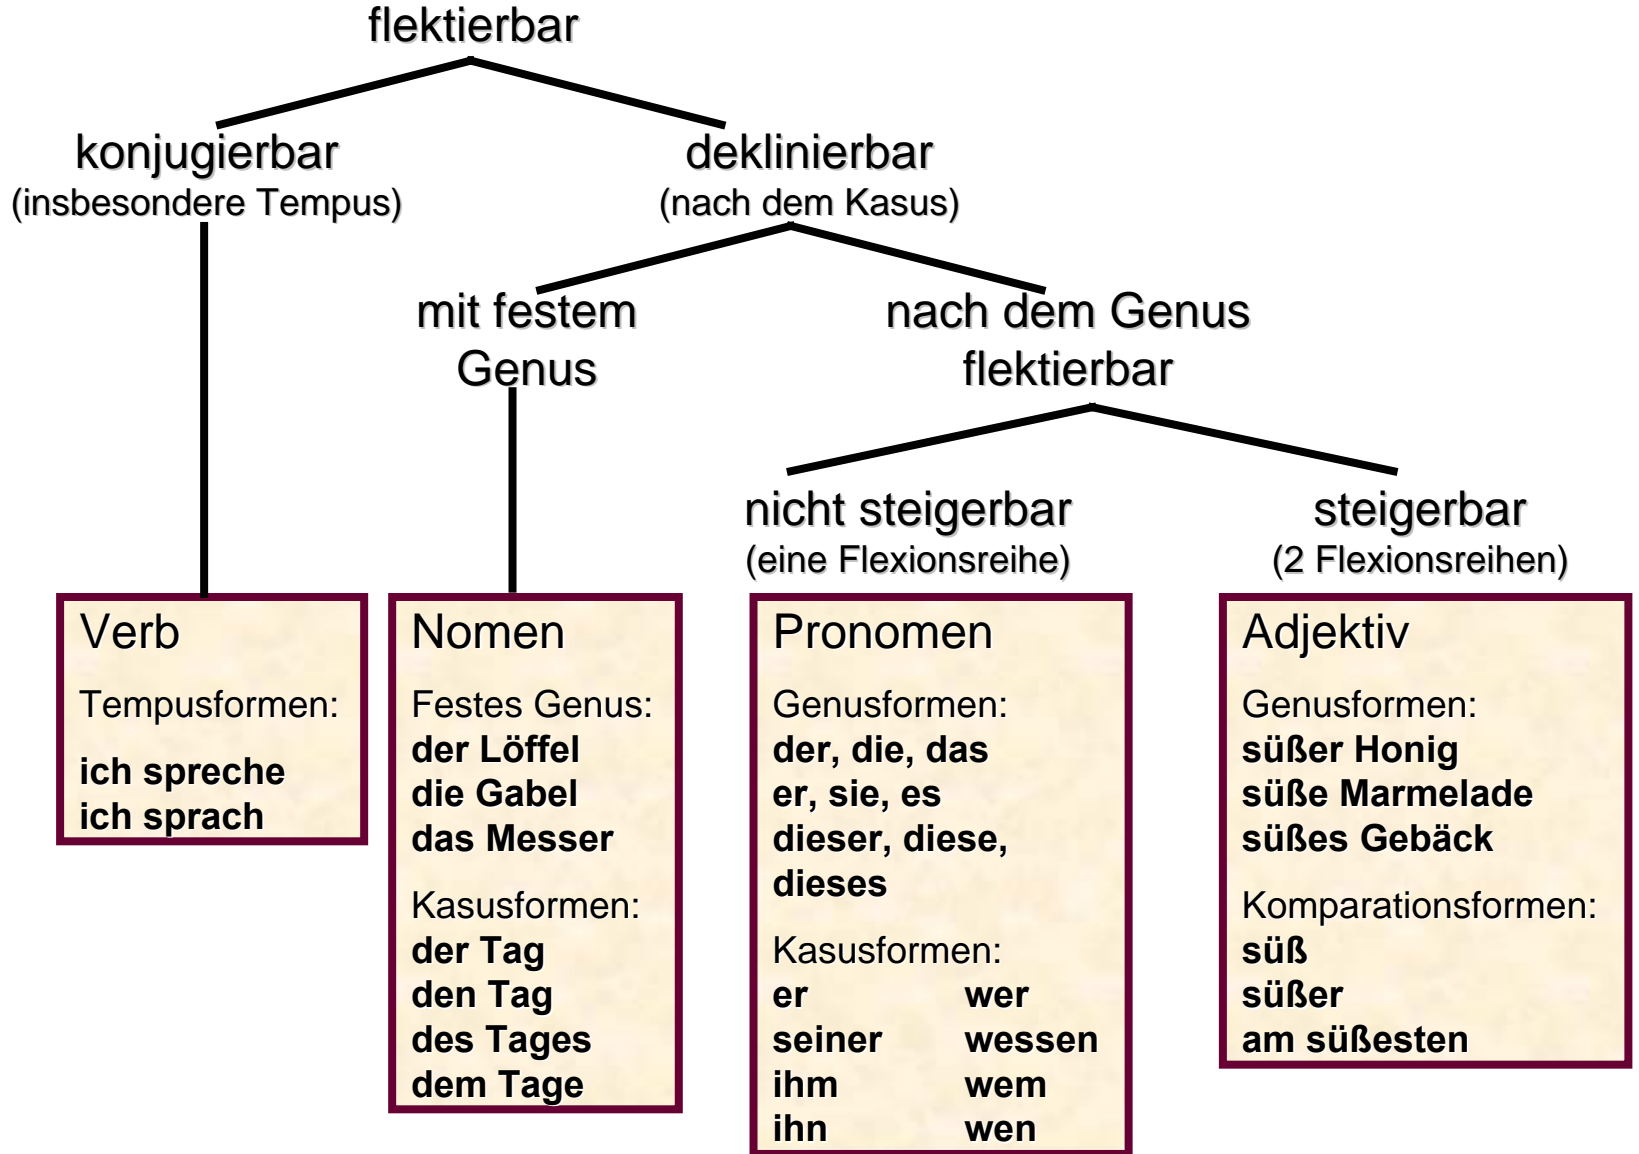 flektierbar
konjugierbar
(insbesondere Tempus)
deklinierbar
(nach dem Kasus)
mit festem
Genus
nach dem Genus
flektierbar
nicht steigerbar
(eine Flexionsreihe)
steigerbar
(2 Flexionsreihen)
Verb
Tempusformen:
ich spreche
ich sprach
Nomen
Festes Genus:
der Löffel
die Gabel
das Messer
Kasusformen:
der Tag
den Tag
des Tages
dem Tage
Pronomen
Genusformen:
der, die, das
er, sie, es
dieser, diese,
dieses
Kasusformen:
er wer
seiner wessen
ihm wem
ihn wen
Adjektiv
Genusformen:
süßer Honig
süße Marmelade
süßes Gebäck
Komparationsformen:
süß
süßer
am süßesten